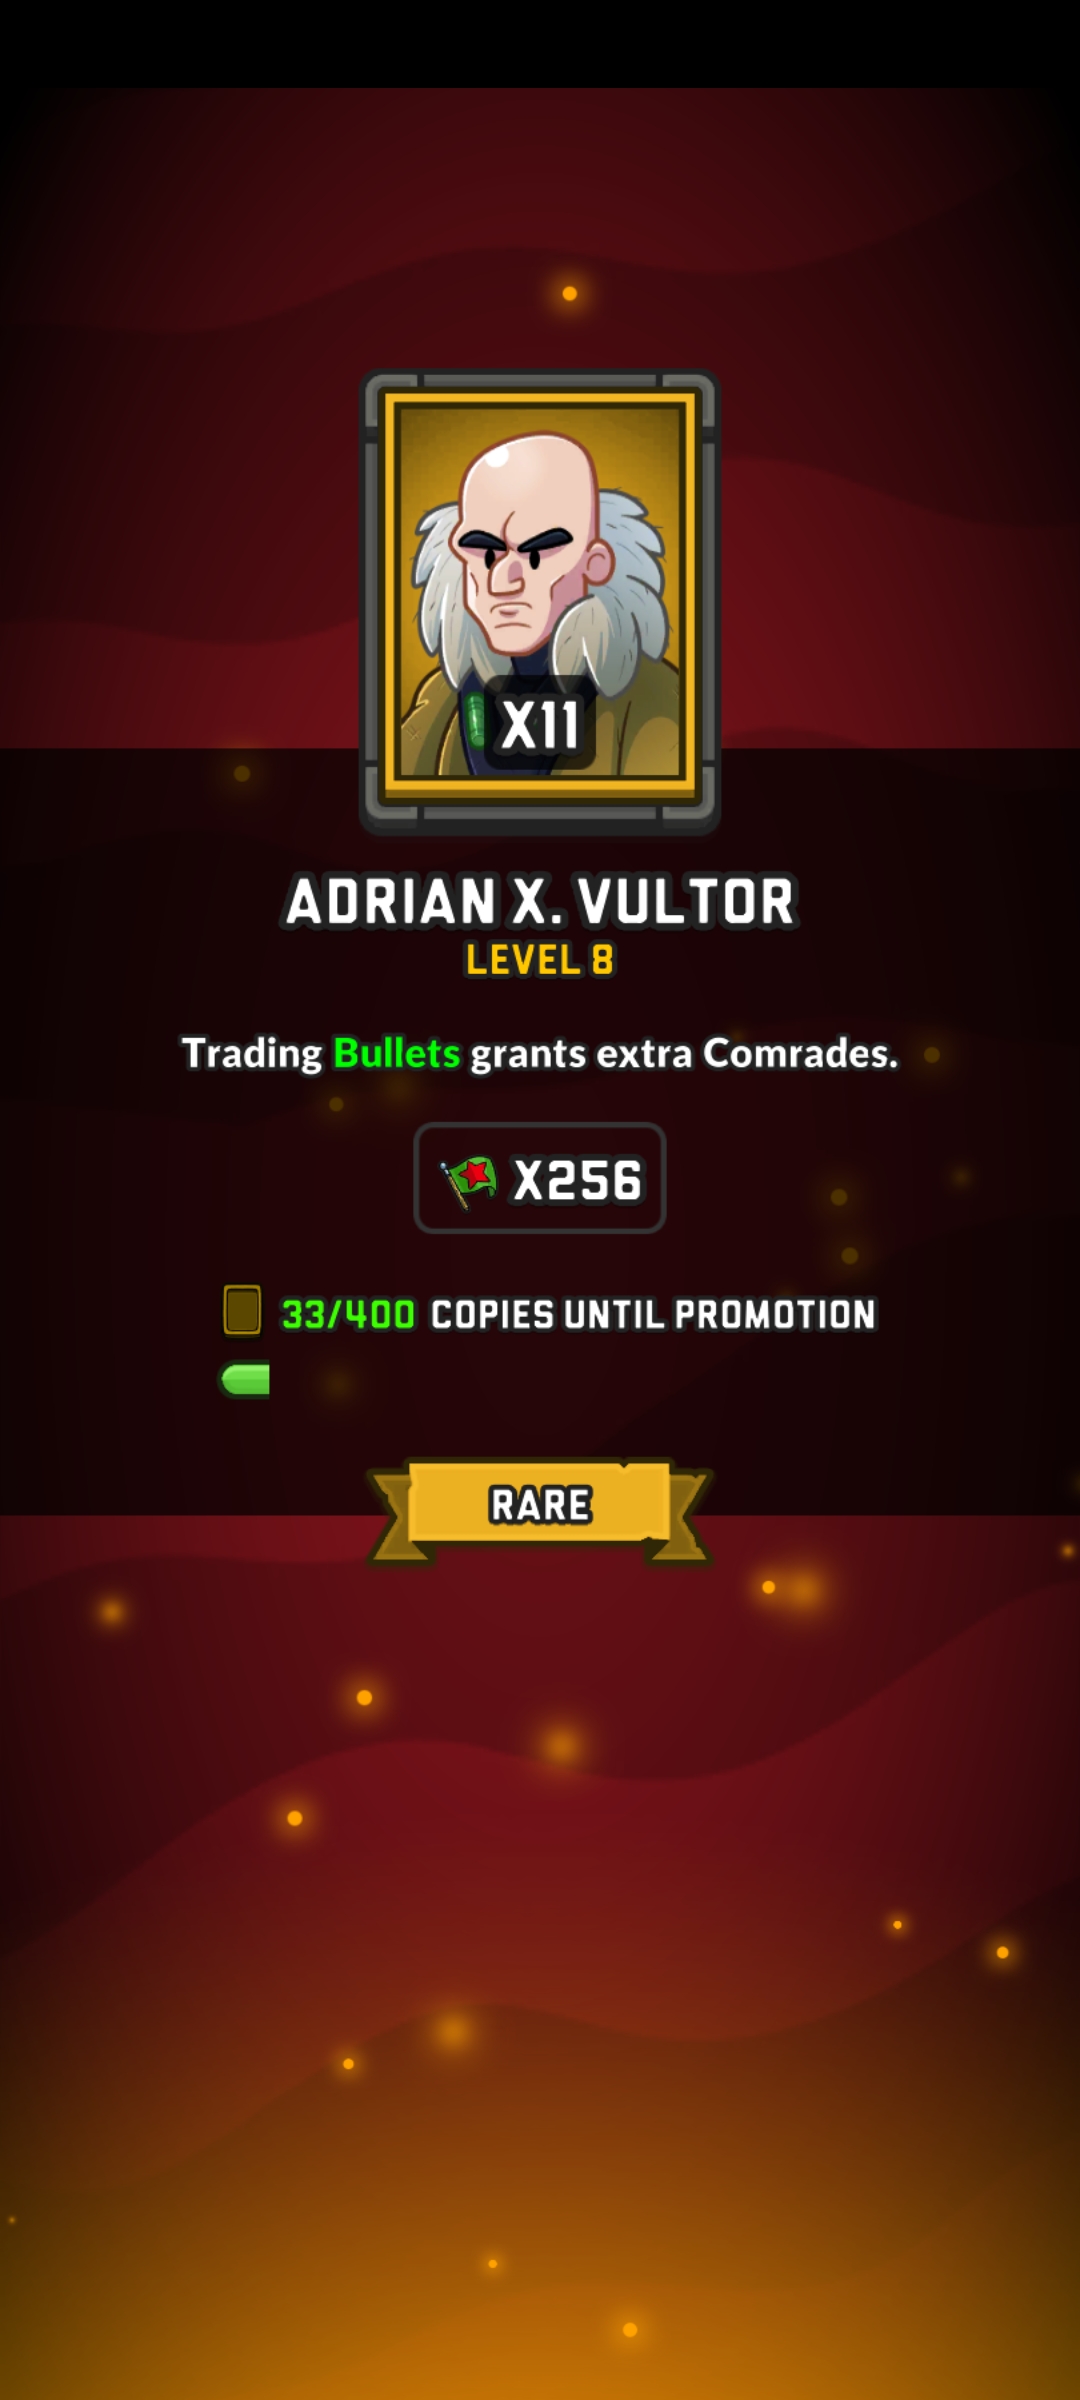 X11
ADRIAN X. VULTOR
LEVEL 8
Trading Bullets grants extra Comrades.
X256
33/400 COPIES UNTIL PROMOTION
RARE